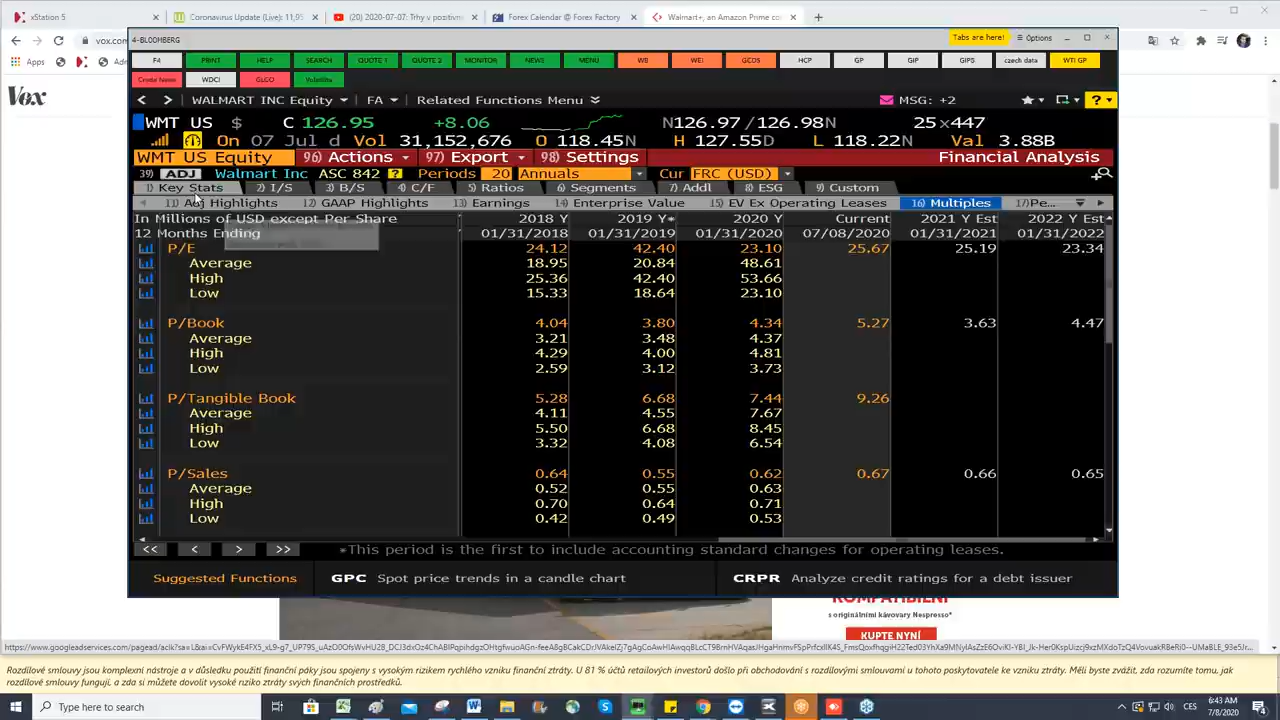 xStation 5
Coronavirus Update (Live): 11,95
(20) 2020-07-07: Trhy v pozitivn
Forex Calendar @ Forex Factory
Walmart+, an Amazon Prime co
vox.com
Apps
Vox
4-BLOOMBERG
Tabs are here!
Options
F4 PRINT HELP SEARCH QUOTE 1 QUOTE 2 MONITOR NEWS MENU WB WEI GCDS HCP GP GIP GIP5 czech data WTI GP
Crude News WDCI GLCO Volatility
WALMART INC Equity FA Related Functions Menu MSG: +2 ?
WMT US $ C 126.95 +8.06 N126.97/126.98N 25×447
On 07 Jul d Vol 31,152,676 O 118.45N H 127.55D L 118.22N Val 3.88B
WMT US Equity 96) Actions 97) Export 98) Settings Financial Analysis
39) ADJ Walmart Inc ASC 842 ? Periods 20 Annuals Cur FRC (USD)
1) Key Stats 2) I/S 3) B/S 4) C/F 5) Ratios 6) Segments 7) Addl 8) ESG 9) Custom
11) Adj Highlights 12) GAAP Highlights 13) Earnings 14) Enterprise Value 15) EV Ex Operating Leases 16) Multiples 17) Pe...
In Millions of USD except Per Share 2018 Y 2019 Y* 2020 Y Current 2021 Y Est 2022 Y Est
12 Months Ending 01/31/2018 01/31/2019 01/31/2020 07/08/2020 01/31/2021 01/31/2022
P/E 24.12 42.40 23.10 25.67 25.19 23.34
Average 18.95 20.84 48.61
High 25.36 42.40 53.66
Low 15.33 18.64 23.10
P/Book 4.04 3.80 4.34 5.27 3.63 4.47
Average 3.21 3.48 4.37
High 4.29 4.00 4.81
Low 2.59 3.12 3.73
P/Tangible Book 5.28 6.68 7.44 9.26
Average 4.11 4.55 7.67
High 5.50 6.68 8.45
Low 3.32 4.08 6.54
P/Sales 0.64 0.55 0.62 0.67 0.66 0.65
Average 0.52 0.55 0.63
High 0.70 0.64 0.71
Low 0.42 0.49 0.53
<< < > >> *This period is the first to include accounting standard changes for operating leases.
Suggested Functions GPC Spot price trends in a candle chart CRPR Analyze credit ratings for a debt issuer
s originálními kávovary Nespresso*
KUPTE NYNÍ
Rozdílové smlouvy jsou komplexní nástroje a v důsledku použití finanční páky jsou spojeny s vysokým rizikem rychlého vzniku finanční ztráty. U 81 % účtů retailových investorů došlo při obchodování s rozdílovými smlouvami u tohoto poskytovatele ke vzniku ztráty. Měli byste zvážit, zda rozumíte tomu, jak
rozdílové smlouvy fungují, a zda si můžete dovolit vysoké riziko ztráty svých finančních prostředků.
Type here to search
CES
6:43 AM
7/8/2020